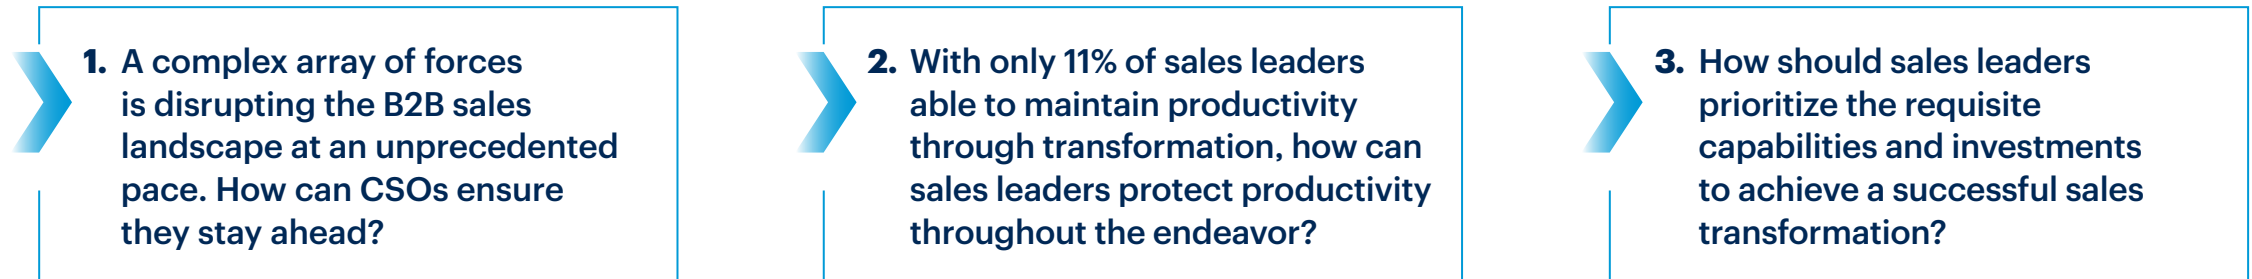 1. A complex array of forces
is disrupting the B2B sales
landscape at an unprecedented
pace. How can CSOs ensure
they stay ahead?
2. With only 11% of sales leaders
able to maintain productivity
through transformation, how can
sales leaders protect productivity
throughout the endeavor?
3. How should sales leaders
prioritize the requisite
capabilities and investments
to achieve a successful sales
transformation?